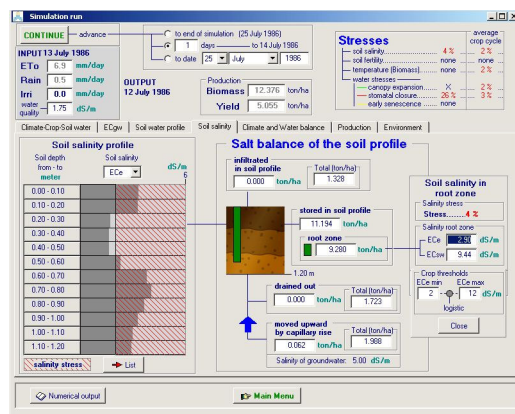 Simulation run
CONTINUE advance
to end of simulation (25 July 1986)
1 days to 14 July 1986
to date 25 July 1986
INPUT 13 July 1986
ETo 6.9 mm/day
Rain 0.5 mm/day
Irri 0.0 mm/day
water quality 1.75 dS/m
OUTPUT
12 July 1986
Production
Biomass 12.376 ton/ha
Yield 5.055 ton/ha
Stresses
average crop cycle
soil salinity 4 % 2 %
soil fertility none none
temperature (Biomass) 2 %
water stresses
canopy expansion X 2 %
stomatal closure 26 % 3 %
early senescence none
Climate-Crop-Soil water ECgw Soil water profile Soil salinity Climate and Water balance Production Environment
Soil salinity profile
Soil depth from - to meter
Soil salinity
ECe dS/m
6
0.00 - 0.10
0.10 - 0.20
0.20 - 0.30
0.30 - 0.40
0.40 - 0.50
0.50 - 0.60
0.60 - 0.70
0.70 - 0.80
0.80 - 0.90
0.90 - 1.00
1.00 - 1.10
1.10 - 1.20
salinity stress
List
Salt balance of the soil profile
infiltrated in soil profile
0.000 ton/ha
Total (ton/ha)
1.328
stored in soil profile
11.194 ton/ha
root zone
9.280 ton/ha
1.20 m
drained out
0.000 ton/ha
Total (ton/ha)
1.723
moved upward by capillary rise
0.062 ton/ha
Total (ton/ha)
1.988
Salinity of groundwater: 5.00 dS/m
Soil salinity in root zone
Salinity stress
Stress........4 %
Salinity root zone
ECe 2.90 dS/m
ECsw 9.44 dS/m
Crop thresholds
ECe min ECe max
2 12 dS/m
logistic
Close
Numerical output
Main Menu